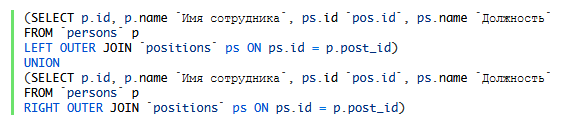 (SELECT p.id, p.name `Имя сотрудника`, ps.id `pos.id`, ps.name `Должность`
FROM `persons` p
LEFT OUTER JOIN `positions` ps ON ps.id = p.post_id)
UNION
(SELECT p.id, p.name `Имя сотрудника`, ps.id `pos.id`, ps.name `Должность`
FROM `persons` p
RIGHT OUTER JOIN `positions` ps ON ps.id = p.post_id)